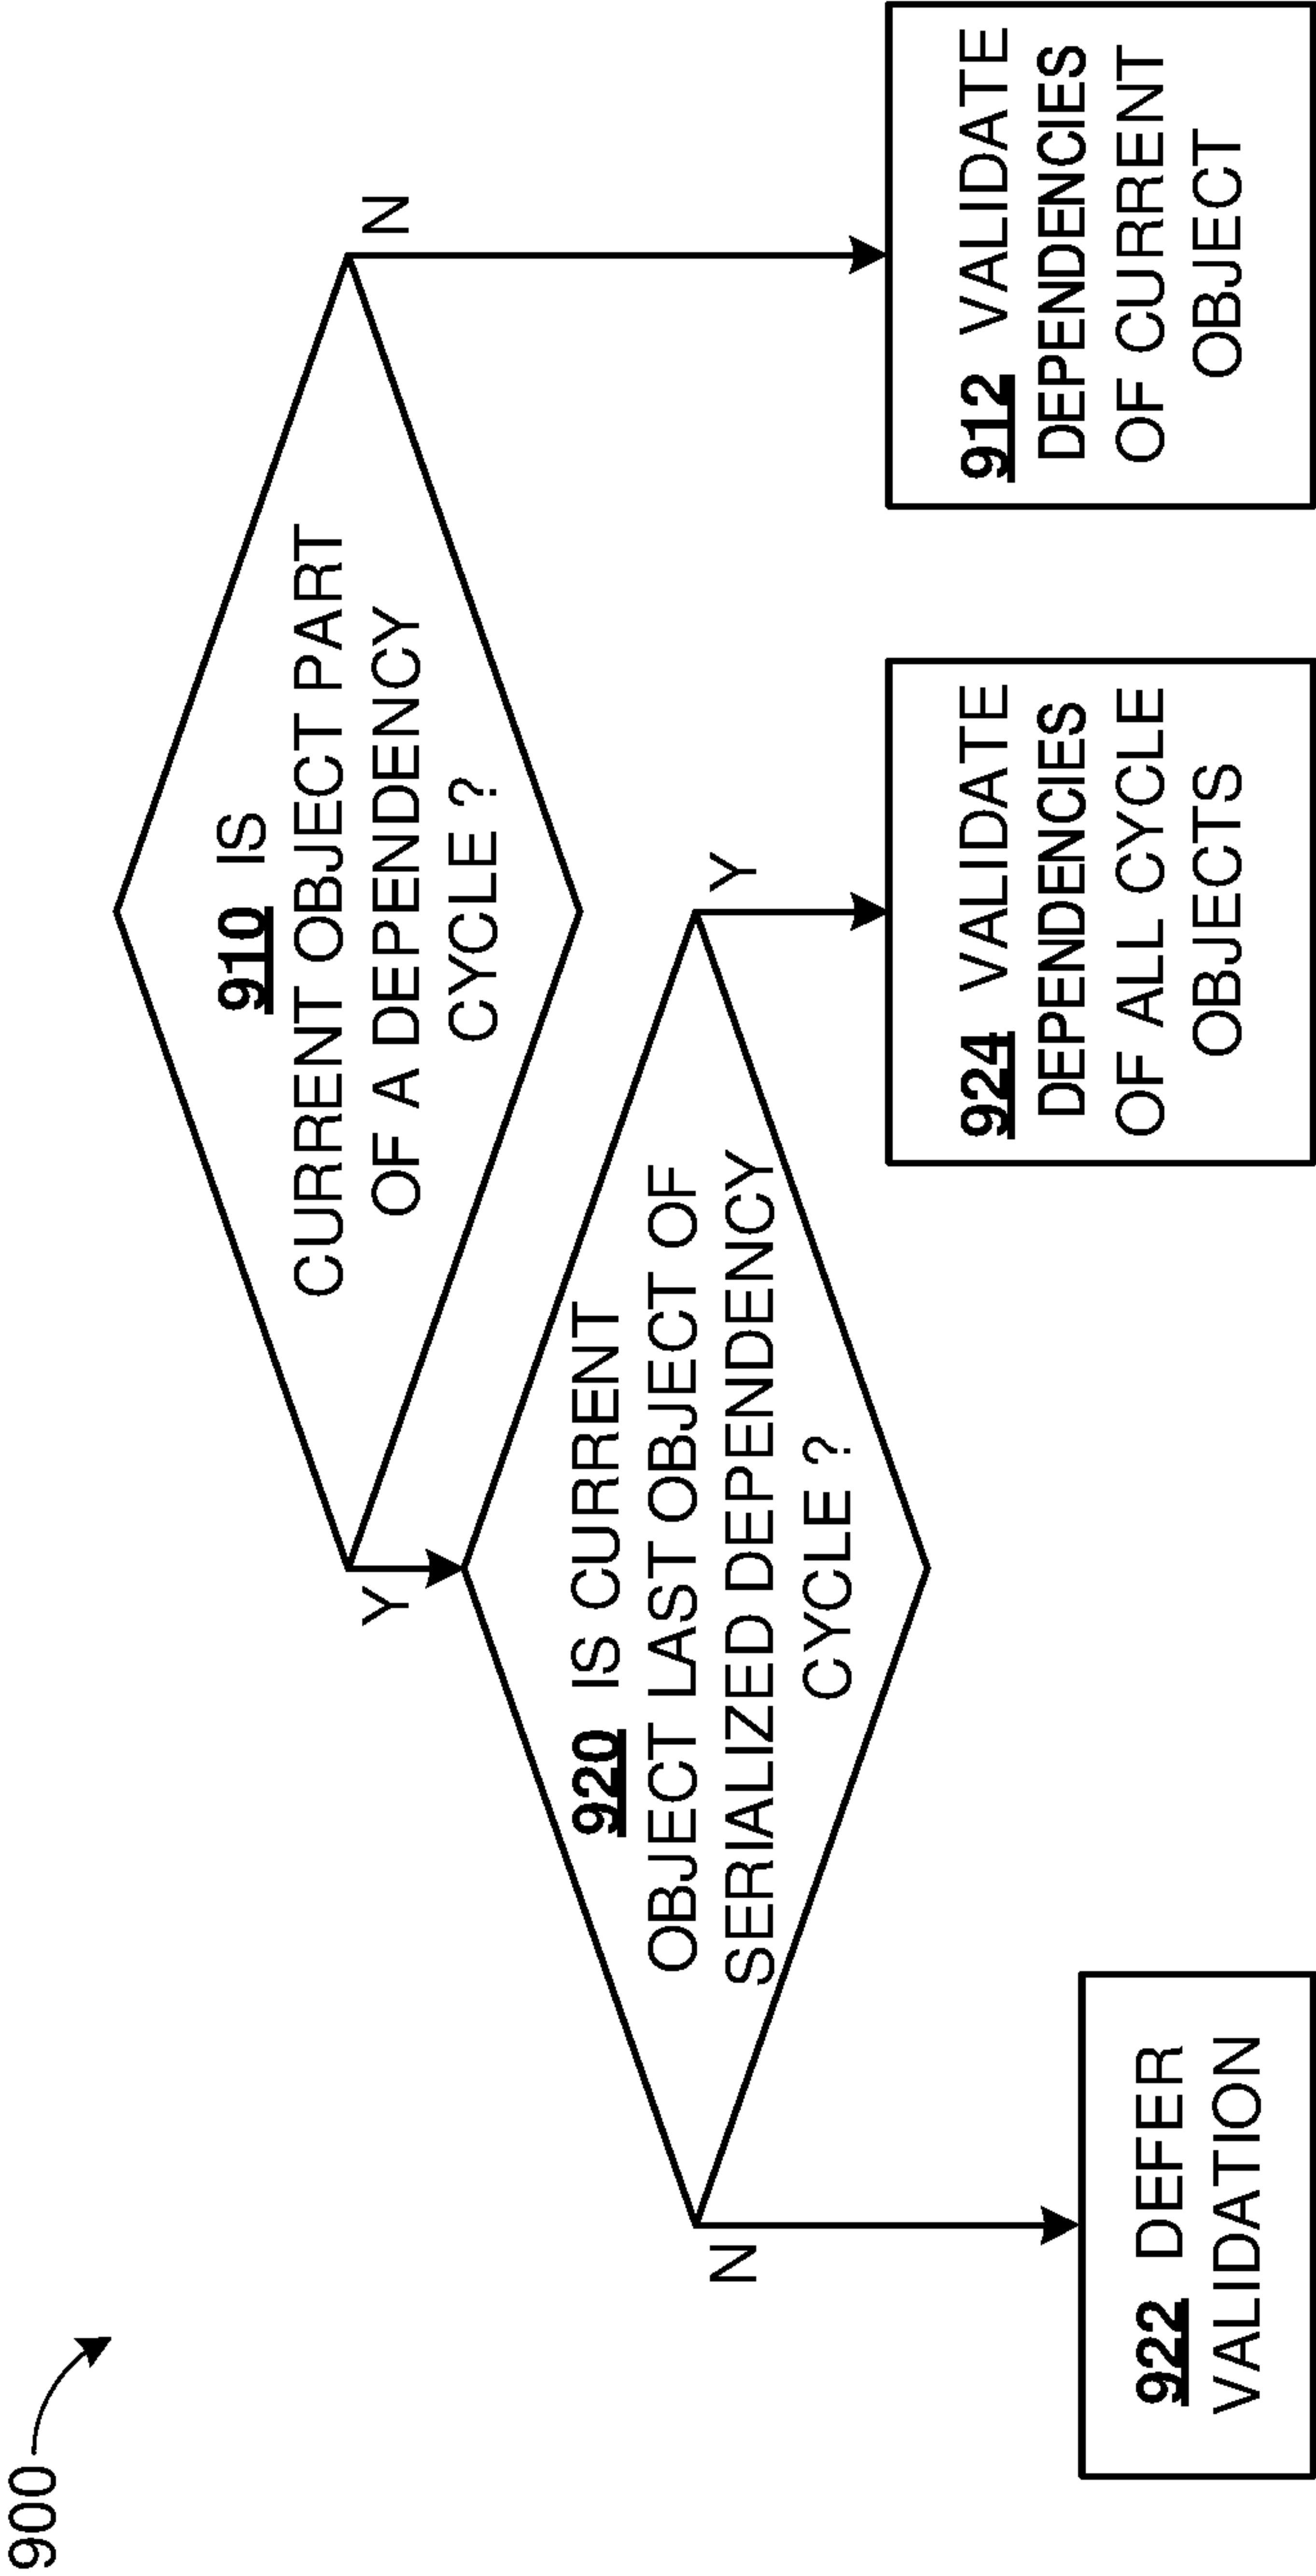 900
910 IS
CURRENT OBJECT PART
OF A DEPENDENCY
CYCLE ?
Y
N
920 IS CURRENT
OBJECT LAST OBJECT OF
SERIALIZED DEPENDENCY
CYCLE ?
N
Y
922 DEFER
VALIDATION
924 VALIDATE
DEPENDENCIES
OF ALL CYCLE
OBJECTS
912 VALIDATE
DEPENDENCIES
OF CURRENT
OBJECT